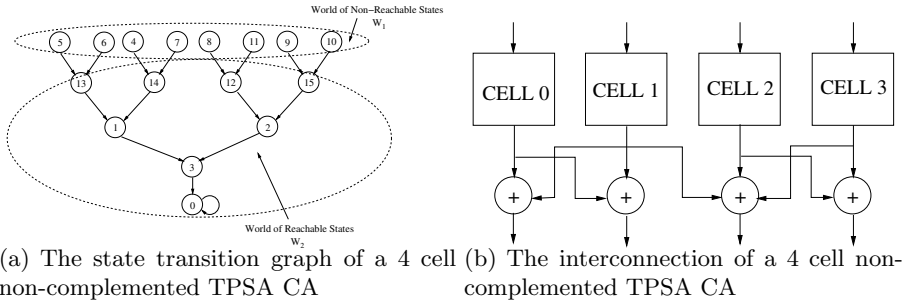 World of Non-Reachable States
W1
5 6 4 7 8 11 9 10
13 14 12 15
1 2
3
0
World of Reachable States
W2
CELL 0 CELL 1 CELL 2 CELL 3
+ + + +
(a) The state transition graph of a 4 cell
non-complemented TPSA CA
(b) The interconnection of a 4 cell non-
complemented TPSA CA